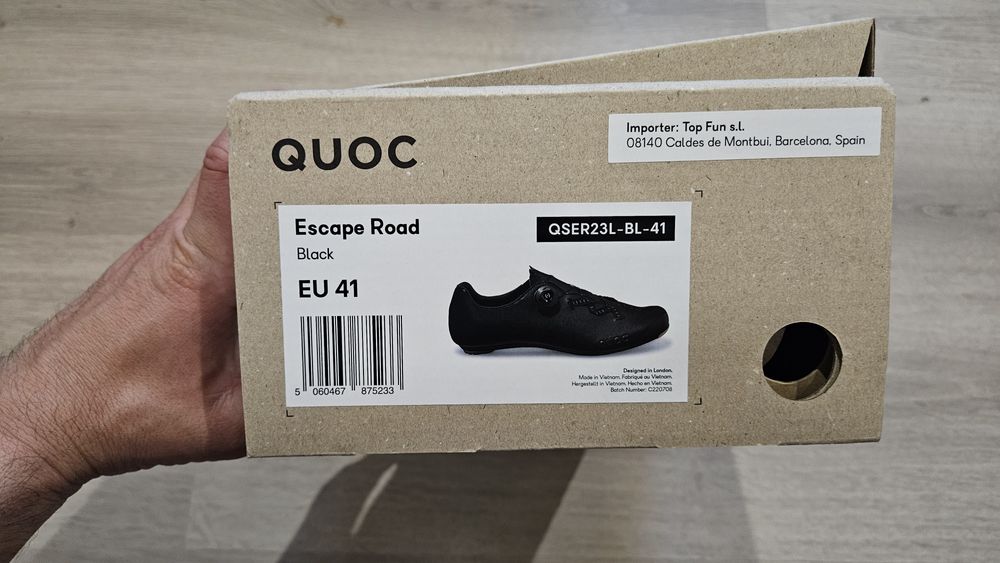 QUOC
Importer: Top Fun s.l.
08140 Caldes de Montbui, Barcelona, Spain
Escape Road
Black
EU 41
QSER23L-BL-41
QUOC
5 060467 875233
Designed in London.
Made in Vietnam. Fabriqué au Vietnam.
Hergestellt in Vietnam. Hecho en Vietnam.
Batch Number: C220708